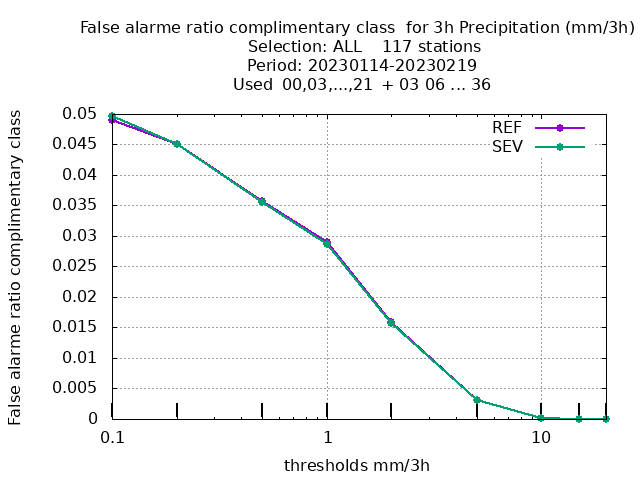 False alarme ratio complimentary class  for 3h Precipitation (mm/3h)
Selection: ALL    117 stations
Period: 20230114-20230219
Used  00,03,...,21  + 03 06 ... 36
False alarme ratio complimentary class
0.05
0.045
0.04
0.035
0.03
0.025
0.02
0.015
0.01
0.005
0
REF
SEV
0.1
1
10
thresholds mm/3h